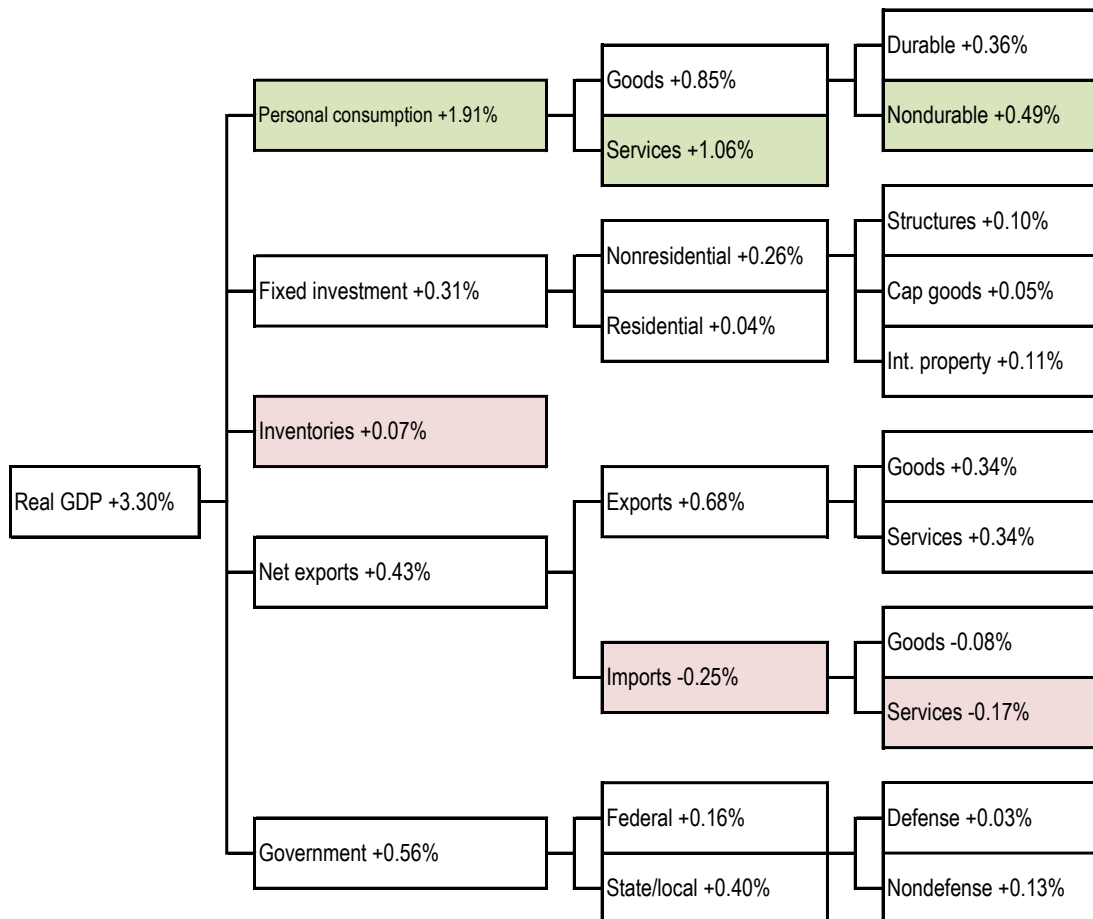 Real GDP +3.30%
Personal consumption +1.91%
Goods +0.85%
Durable +0.36%
Nondurable +0.49%
Services +1.06%
Fixed investment +0.31%
Nonresidential +0.26%
Structures +0.10%
Cap goods +0.05%
Int. property +0.11%
Residential +0.04%
Inventories +0.07%
Net exports +0.43%
Exports +0.68%
Goods +0.34%
Services +0.34%
Imports -0.25%
Goods -0.08%
Services -0.17%
Government +0.56%
Federal +0.16%
Defense +0.03%
Nondefense +0.13%
State/local +0.40%